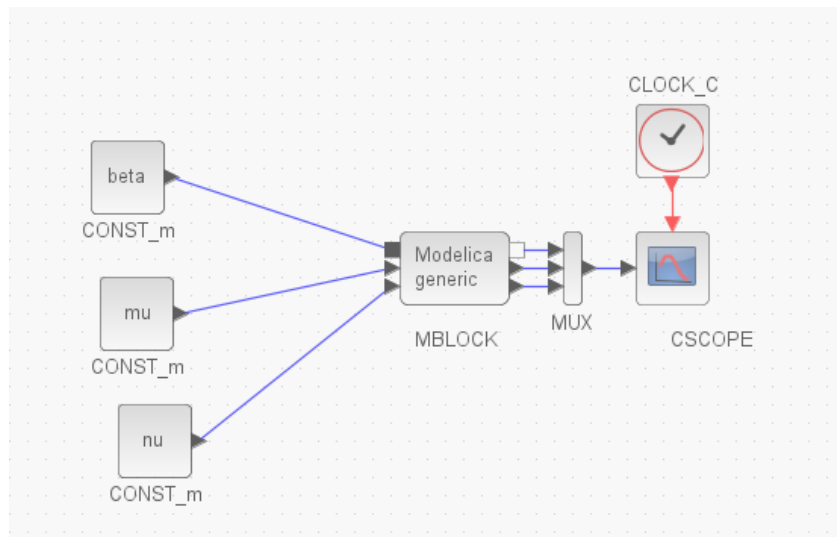 CLOCK_C
beta
CONST_m
Modelica
generic
mu
MUX
MBLOCK
CSCOPE
CONST_m
nu
CONST_m